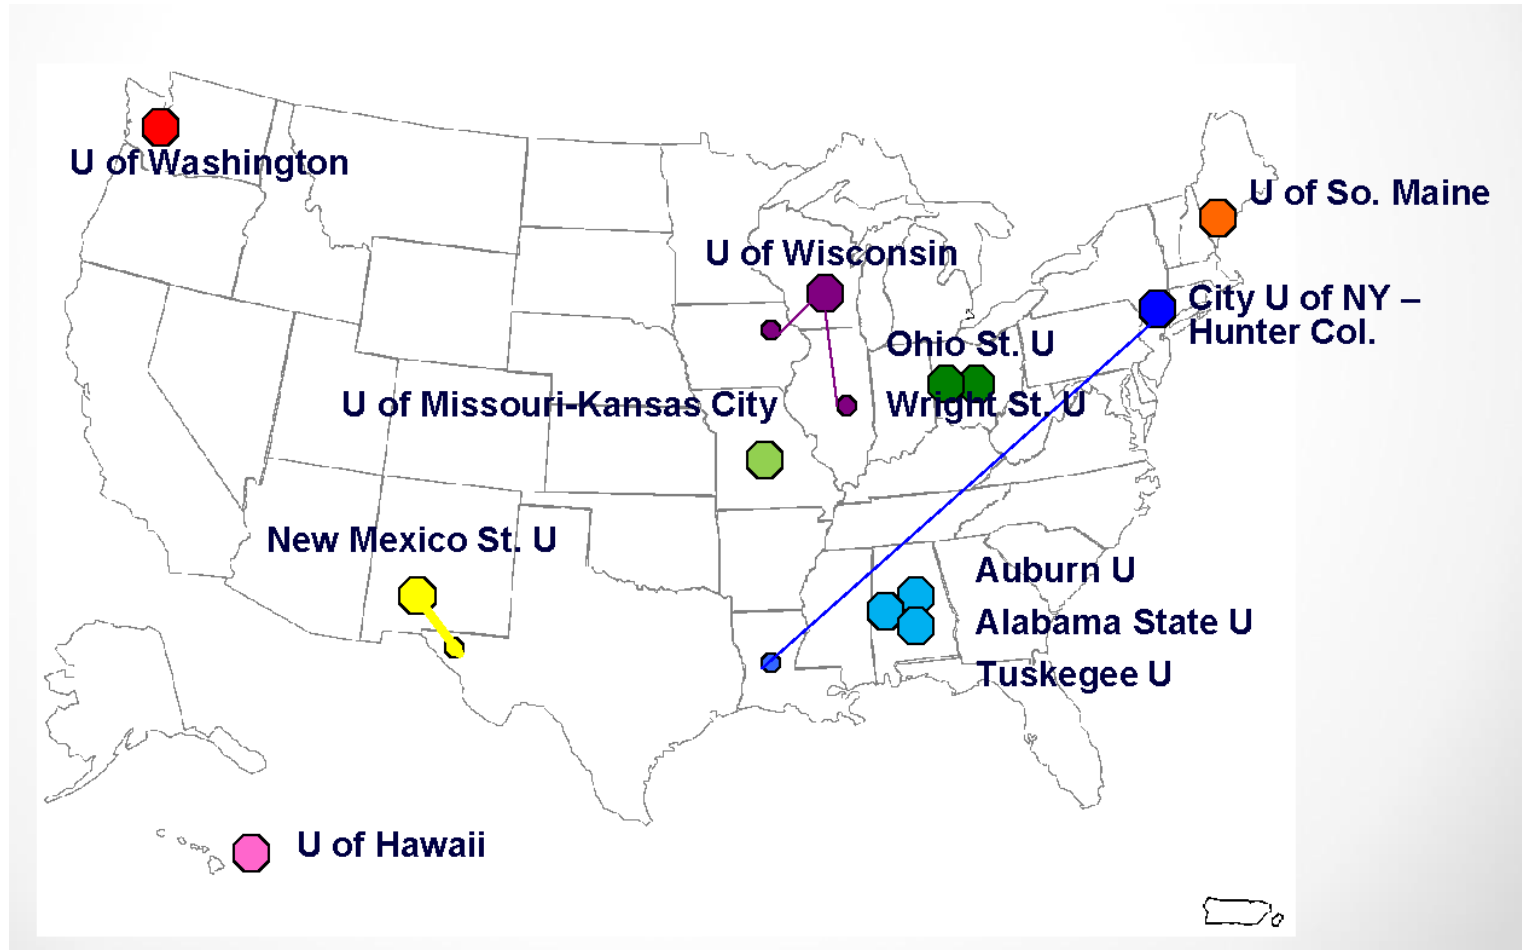 U of Washington
U of So. Maine
U of Wisconsin
City U of NY –
Hunter Col.
Ohio St. U
U of Missouri-Kansas City
Wright St. U
New Mexico St. U
Auburn U
Alabama State U
Tuskegee U
U of Hawaii